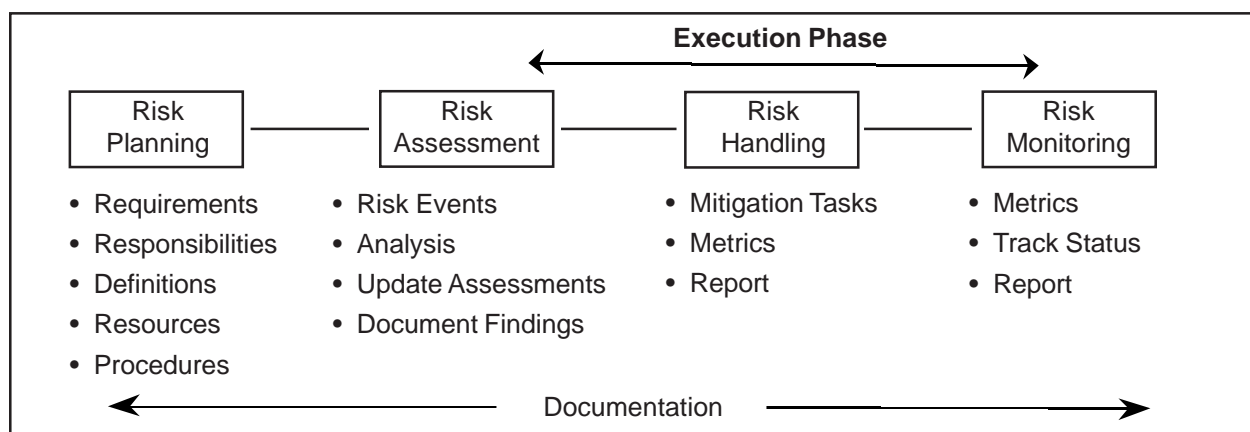 Execution Phase
Risk
Planning
Risk
Assessment
Risk
Handling
Risk
Monitoring
• Requirements
• Responsibilities
• Definitions
• Resources
• Procedures
• Risk Events
• Analysis
• Update Assessments
• Document Findings
• Mitigation Tasks
• Metrics
• Report
• Metrics
• Track Status
• Report
Documentation